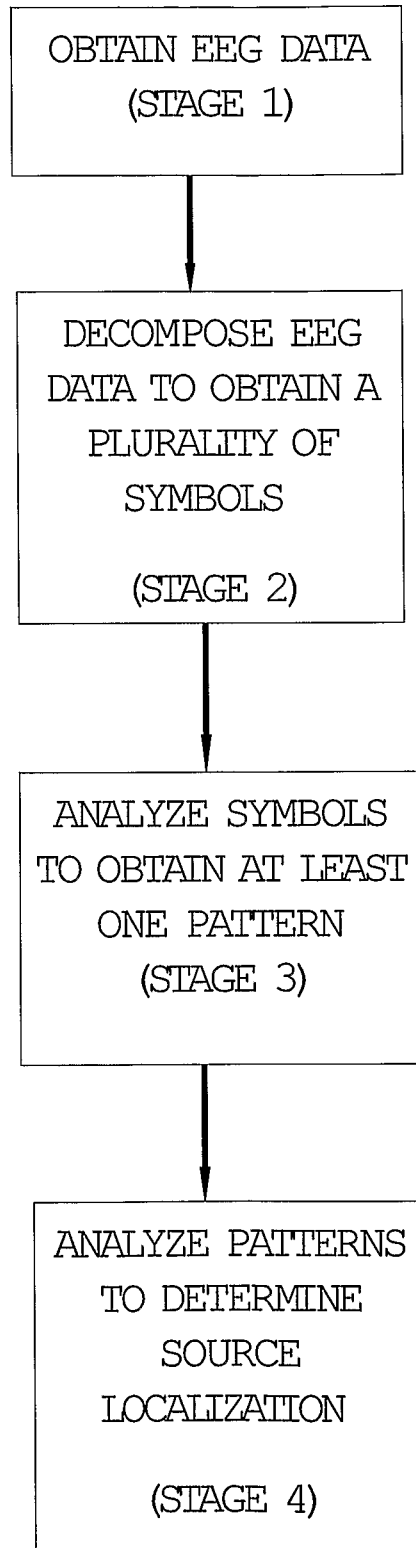 OBTAIN EEG DATA
(STAGE 1)
DECOMPOSE EEG
DATA TO OBTAIN A
PLURALITY OF
SYMBOLS
(STAGE 2)
ANALYZE SYMBOLS
TO OBTAIN AT LEAST
ONE PATTERN
(STAGE 3)
ANALYZE PATTERNS
TO DETERMINE
SOURCE
LOCALIZATION
(STAGE 4)